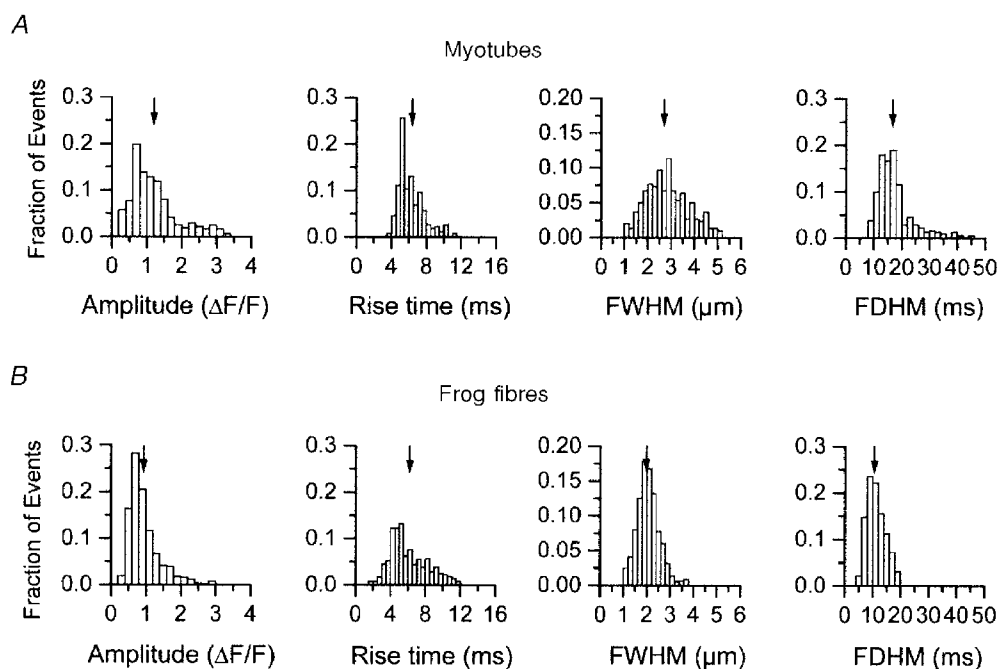 A
Myotubes
Fraction of Events
0.3
0.2
0.1
0.0
0 1 2 3 4
Amplitude (ΔF/F)
0.3
0.2
0.1
0.0
0 4 8 12 16
Rise time (ms)
0.20
0.15
0.10
0.05
0.00
0 1 2 3 4 5 6
FWHM (μm)
0.3
0.2
0.1
0.0
0 10 20 30 40 50
FDHM (ms)
B
Frog fibres
Fraction of Events
0.3
0.2
0.1
0.0
0 1 2 3 4
Amplitude (ΔF/F)
0.3
0.2
0.1
0.0
0 4 8 12 16
Rise time (ms)
0.20
0.15
0.10
0.05
0.00
0 1 2 3 4 5 6
FWHM (μm)
0.3
0.2
0.1
0.0
0 10 20 30 40 50
FDHM (ms)